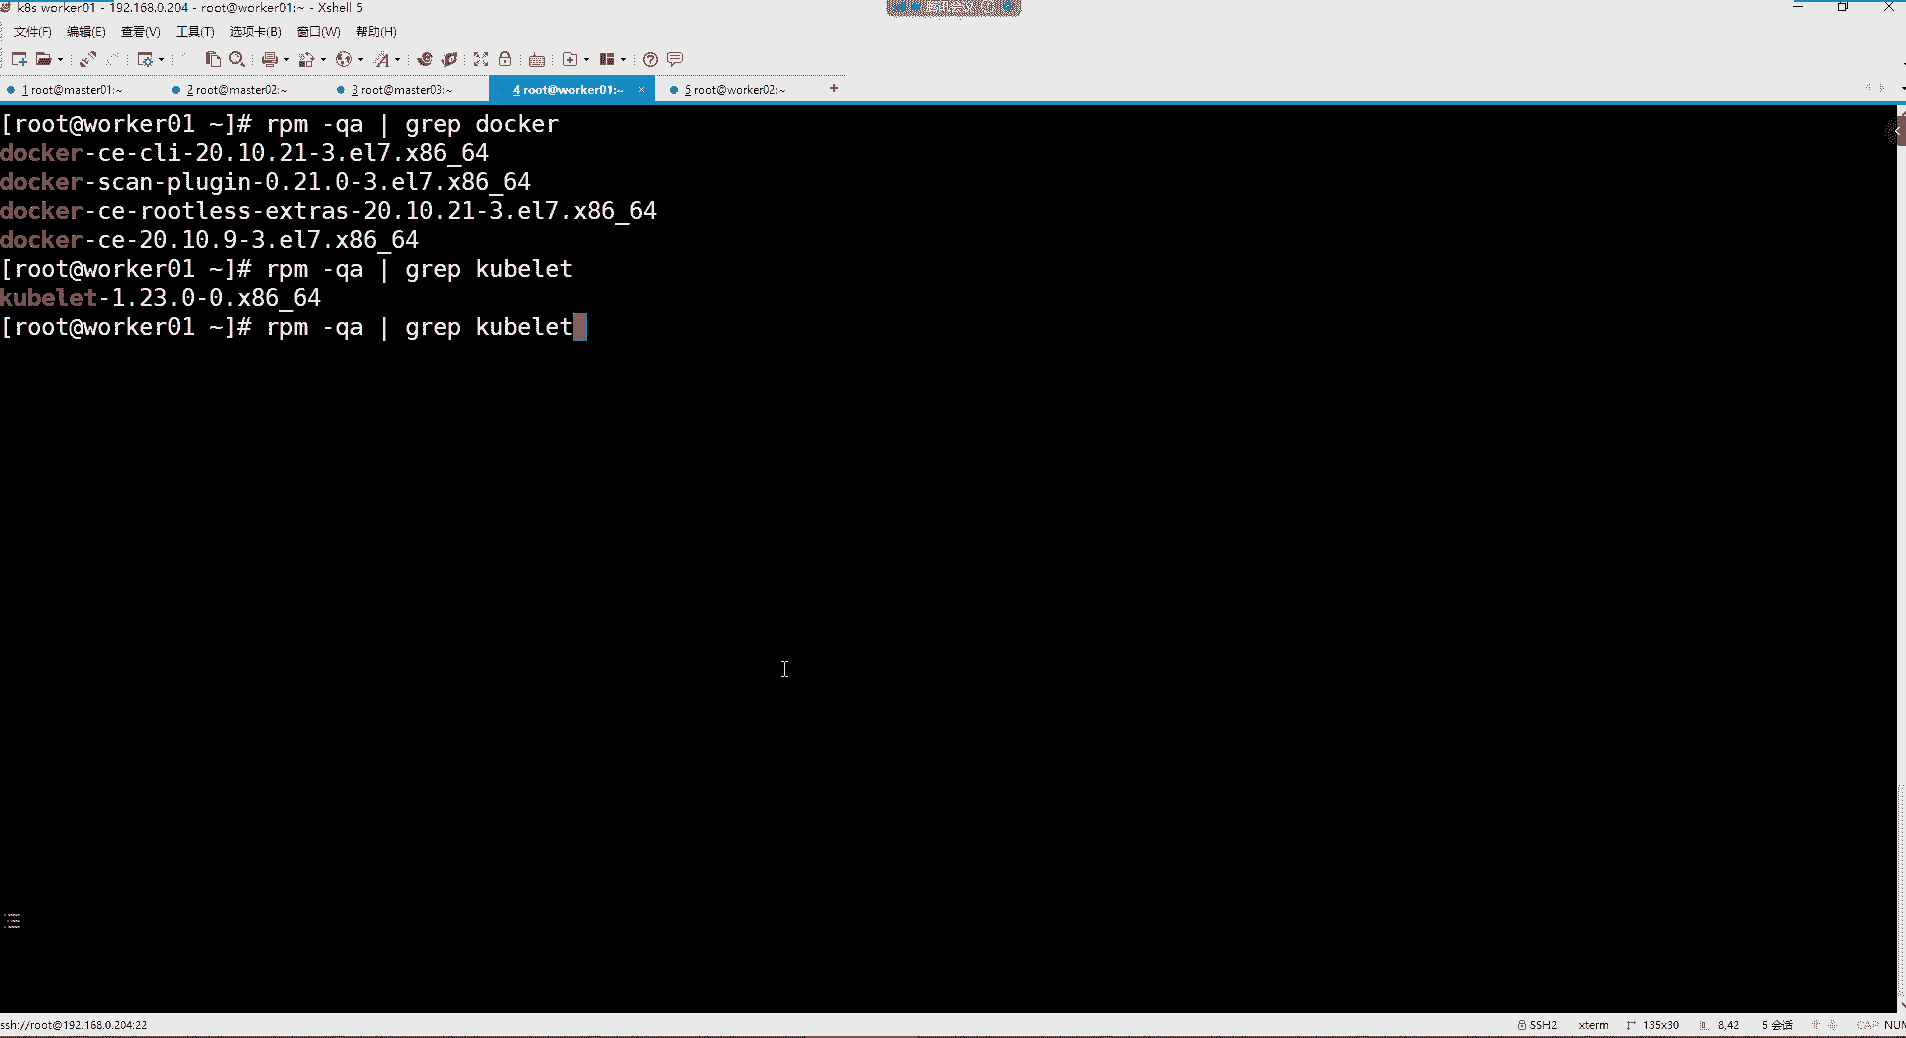 k8s worker01 - 192.168.0.204 - root@worker01:~ - Xshell 5
文件(F) 编辑(E) 查看(V) 工具(T) 选项卡(B) 窗口(W) 帮助(H)
1 root@master01:~ 2 root@master02:~ 3 root@master03:~ 4 root@worker01:~ × 5 root@worker02:~ +
[root@worker01 ~]# rpm -qa | grep docker
docker-ce-cli-20.10.21-3.el7.x86_64
docker-scan-plugin-0.21.0-3.el7.x86_64
docker-ce-rootless-extras-20.10.21-3.el7.x86_64
docker-ce-20.10.9-3.el7.x86_64
[root@worker01 ~]# rpm -qa | grep kubelet
kubelet-1.23.0-0.x86_64
[root@worker01 ~]# rpm -qa | grep kubelet
ssh://root@192.168.0.204:22 SSH2 xterm 135x30 8,42 5 会话 CAP NUM